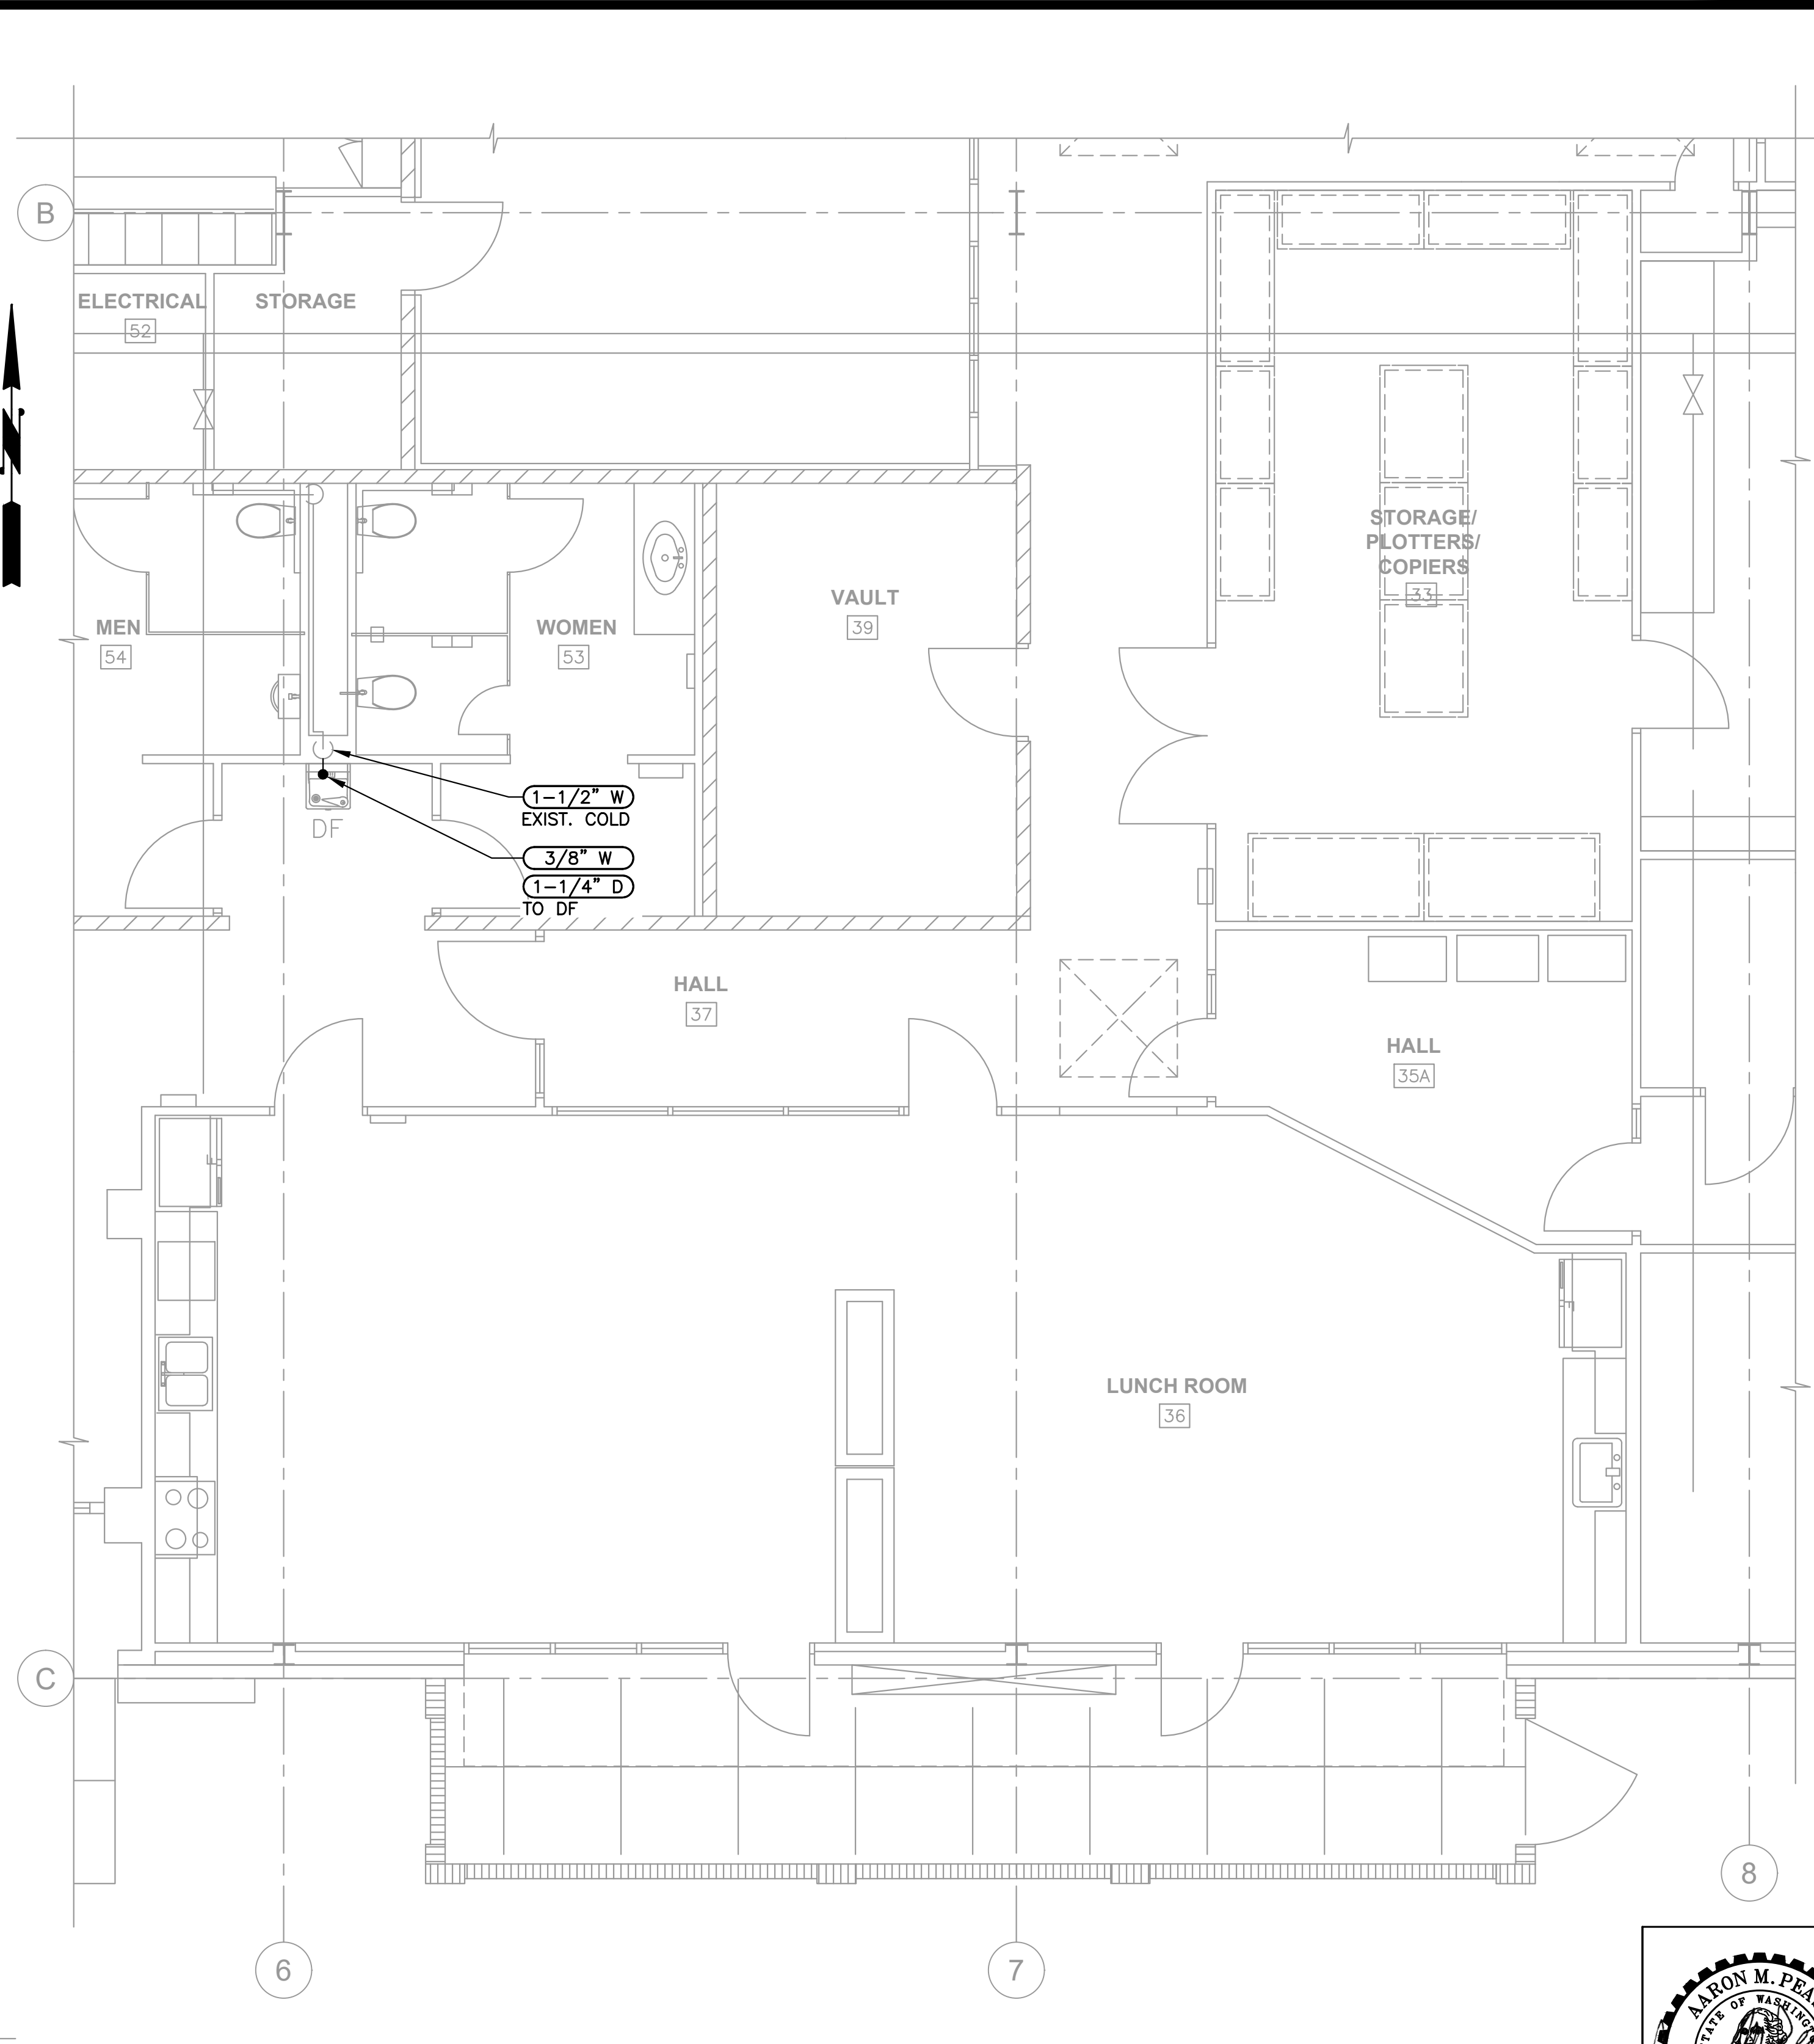 B
ELECTRICAL
52
STORAGE
N
STORAGE/
PLOTTERS/
COPIERS
33
VAULT
39
MEN
54
WOMEN
53
1-1/2" W
EXIST. COLD
DF
3/8" W
1-1/4" D
TO DF
HALL
37
HALL
35A
LUNCH ROOM
36
C
8
6
7
AARON M.
STATE OF